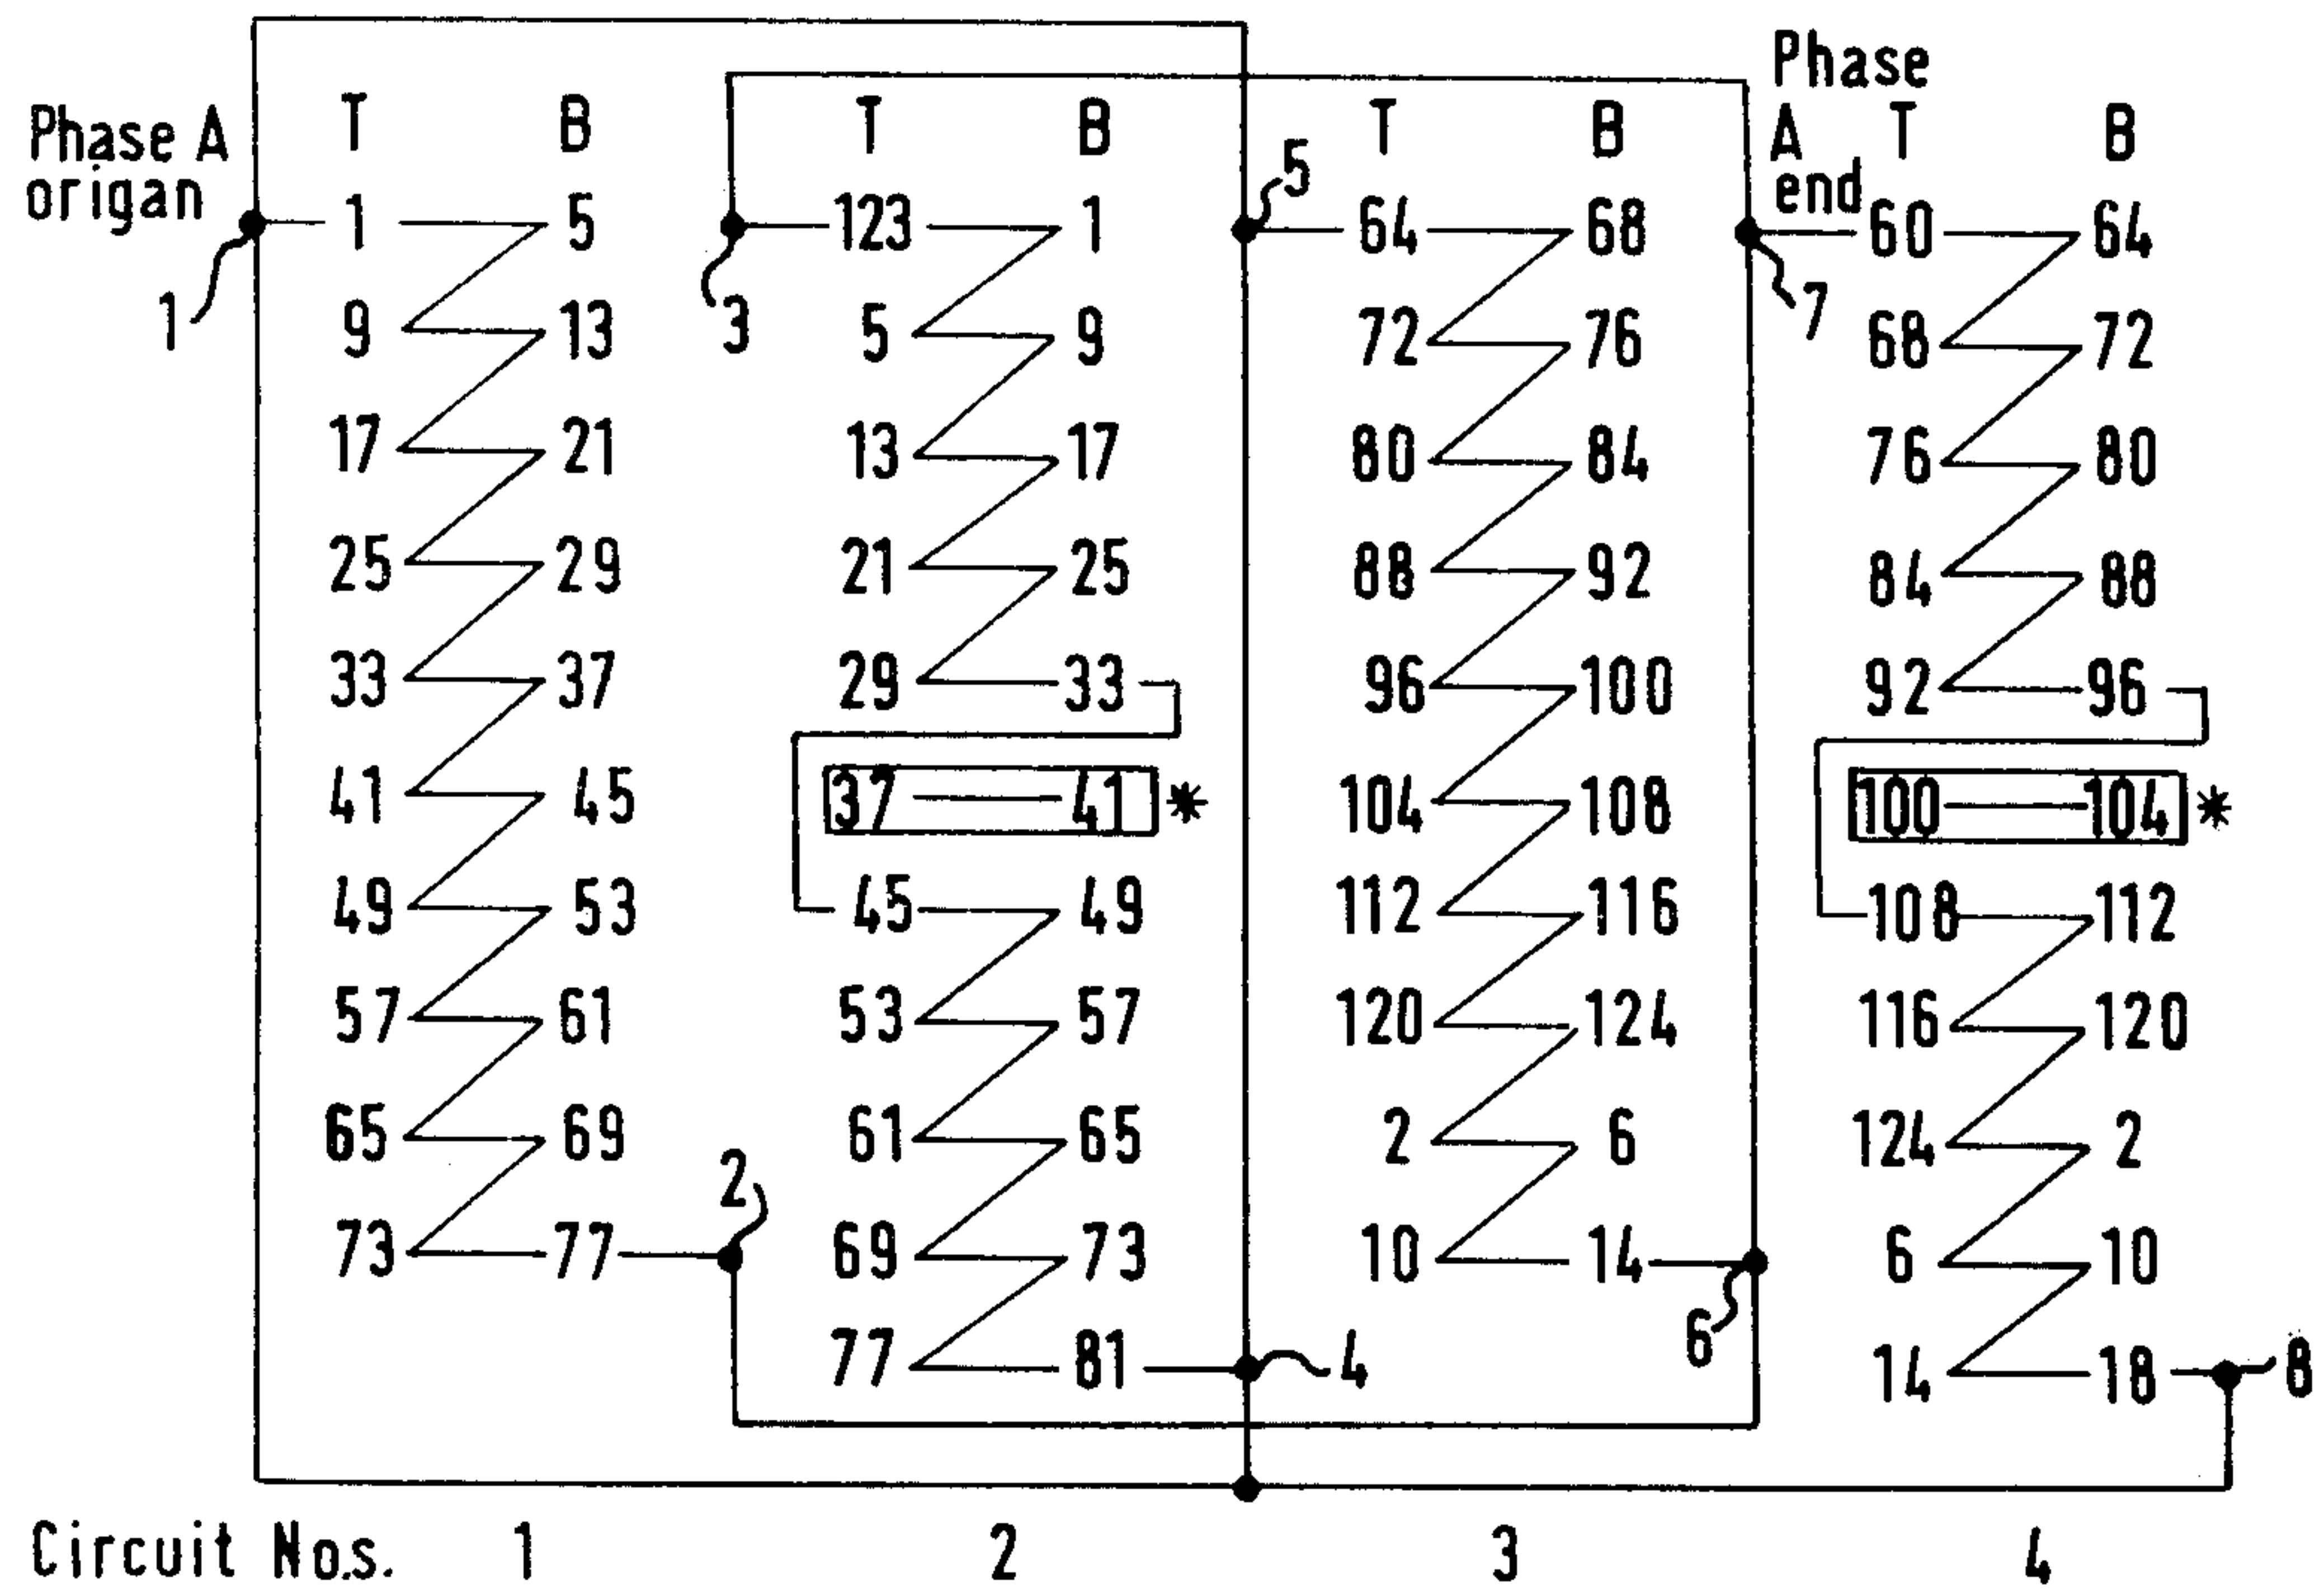 Phase A
origan
Phase
A
end
T B T B T B T B
1 5 123 1 64 68 60 64
9 13 5 9 72 76 68 72
17 21 13 17 80 84 76 80
25 29 21 25 88 92 84 88
33 37 29 33 96 100 92 96
41 45 37 41 * 104 108 100 104 *
49 53 45 49 112 116 108 112
57 61 53 57 120 124 116 120
65 69 61 65 2 6 124 2
73 77 69 73 10 14 6 10
77 81 14 18
1
2
3
4
5
6
7
8
Circuit No.s. 1 2 3 4